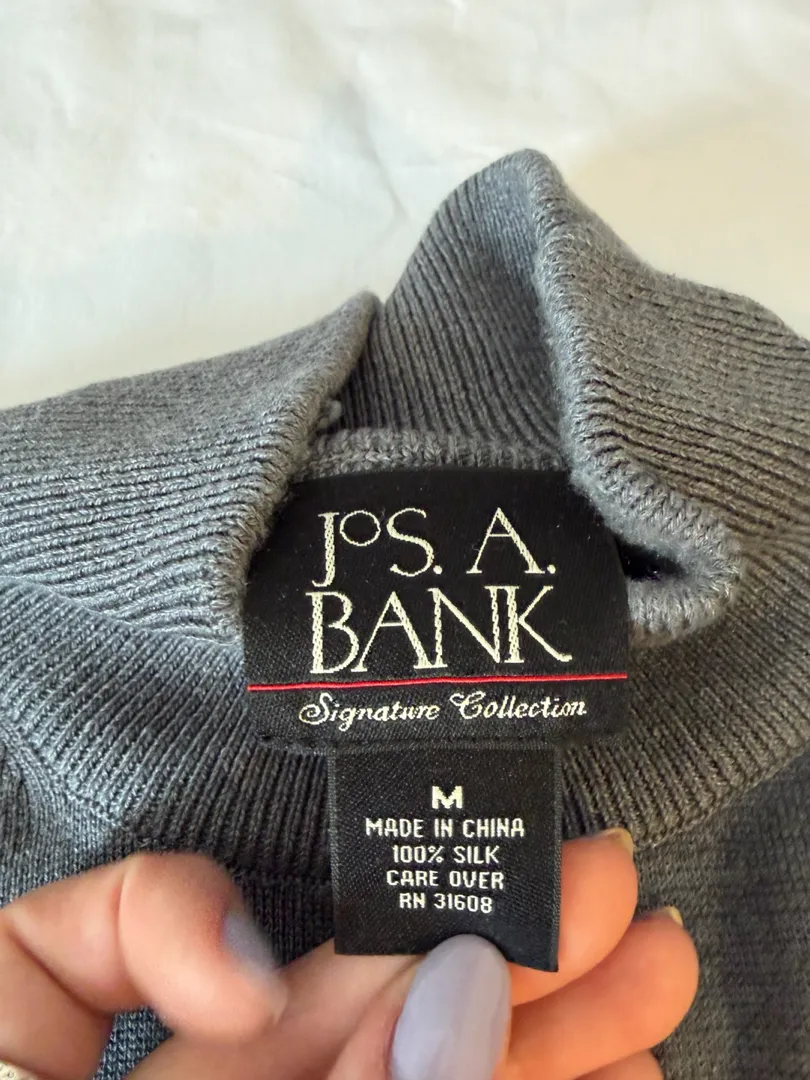 JOS. A.
BANK
Signature Collection
M
MADE IN CHINA
100% SILK
CARE OVER
RN 31608